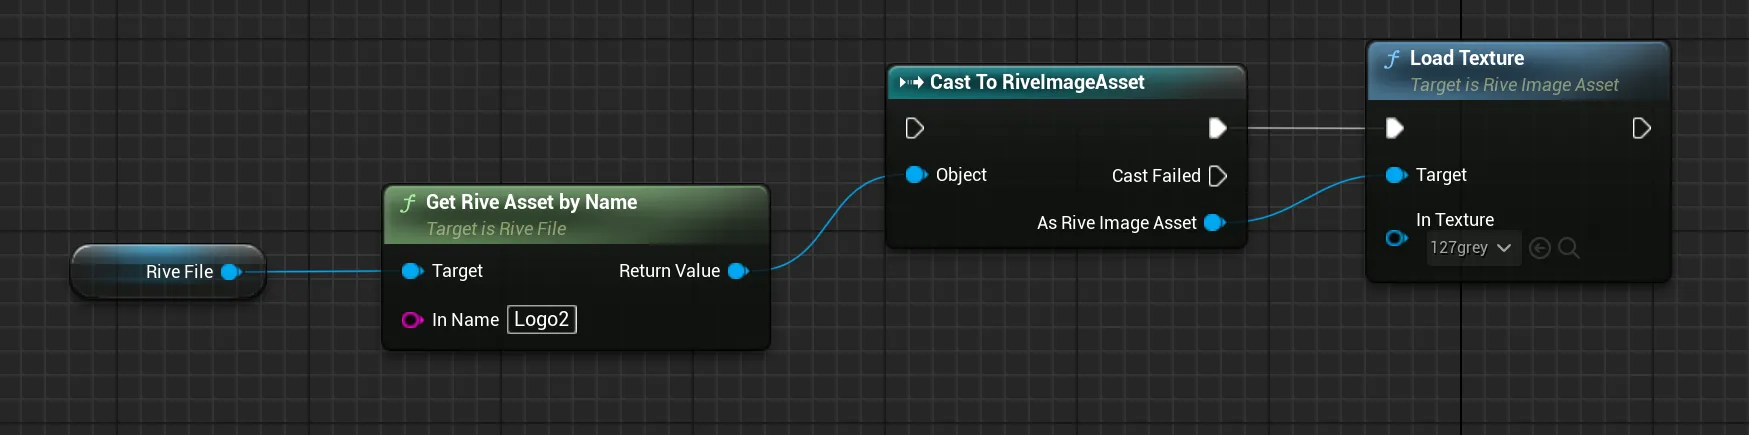 Rive File
Get Rive Asset by Name
Target is Rive File
Target
Return Value
In Name Logo2
Cast To RiveImageAsset
Object
Cast Failed
As Rive Image Asset
Load Texture
Target is Rive Image Asset
Target
In Texture
127grey